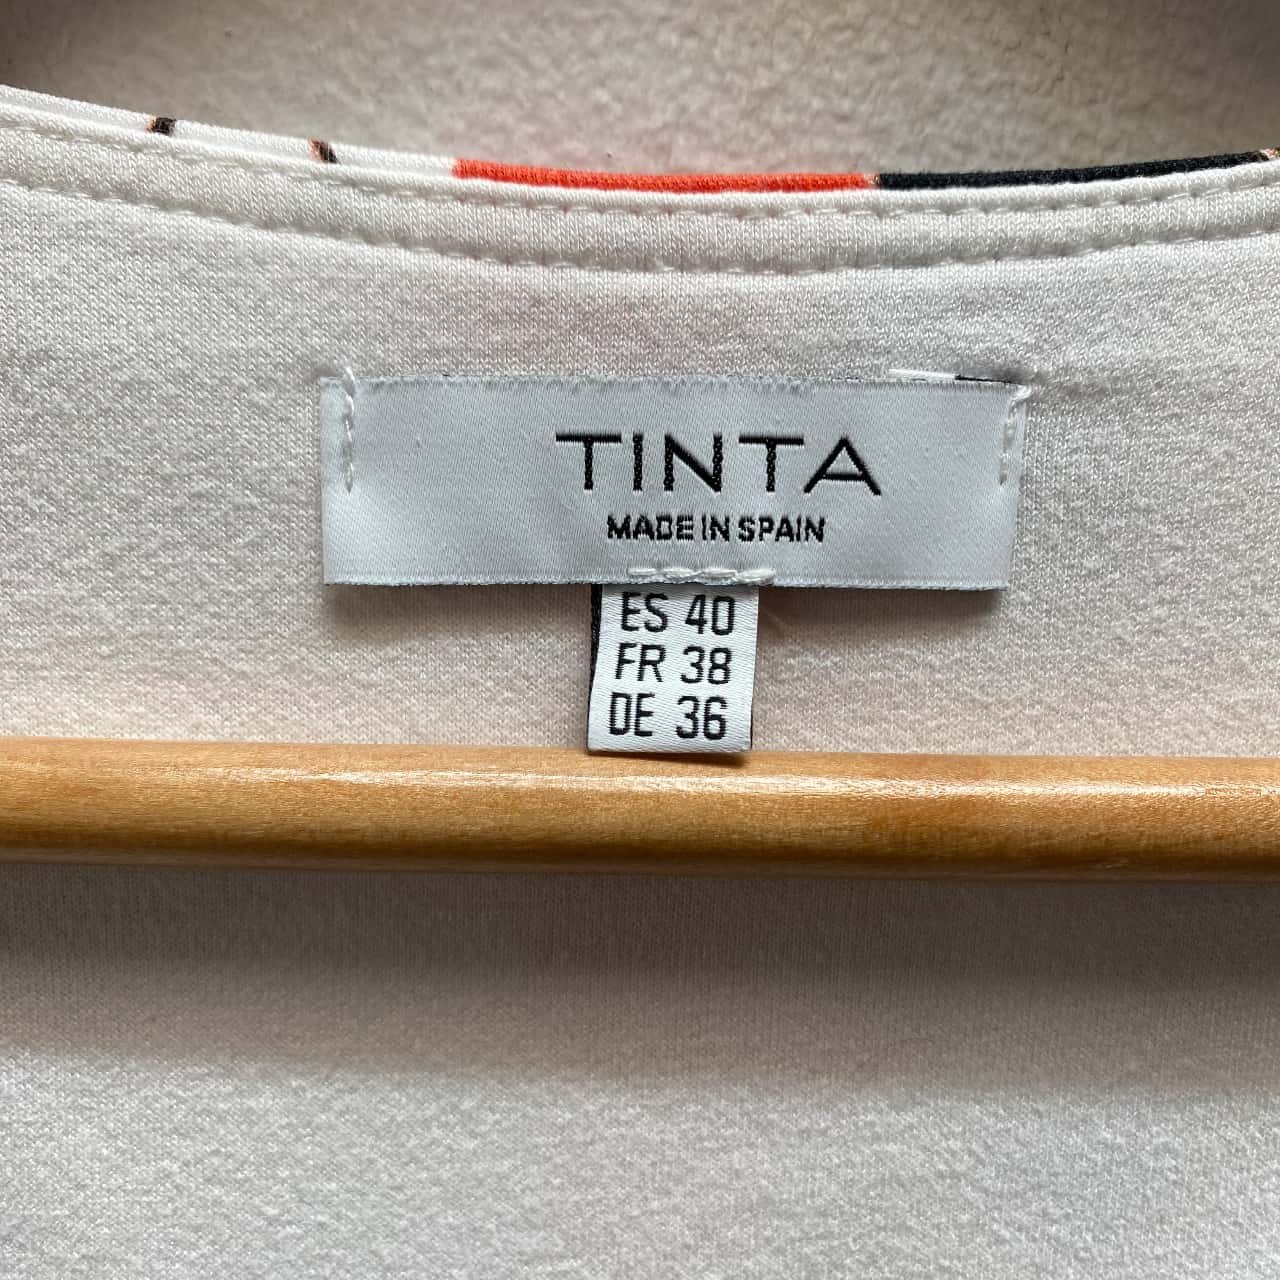 TINTA
MADE IN SPAIN
ES 40
FR 38
DE 36